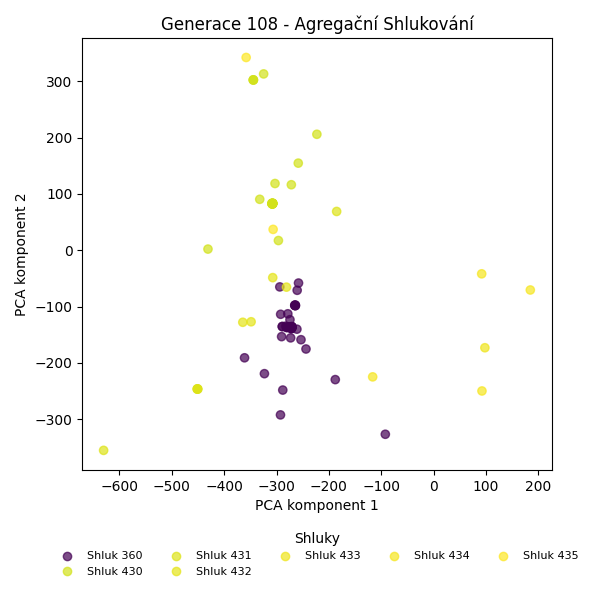 Generace 108 - Agregační Shlukování
PCA komponent 2
300
200
100
0
−100
−200
−300
−600 −500 −400 −300 −200 −100 0 100 200
PCA komponent 1
Shluky
Shluk 360 Shluk 431 Shluk 433 Shluk 434 Shluk 435
Shluk 430 Shluk 432